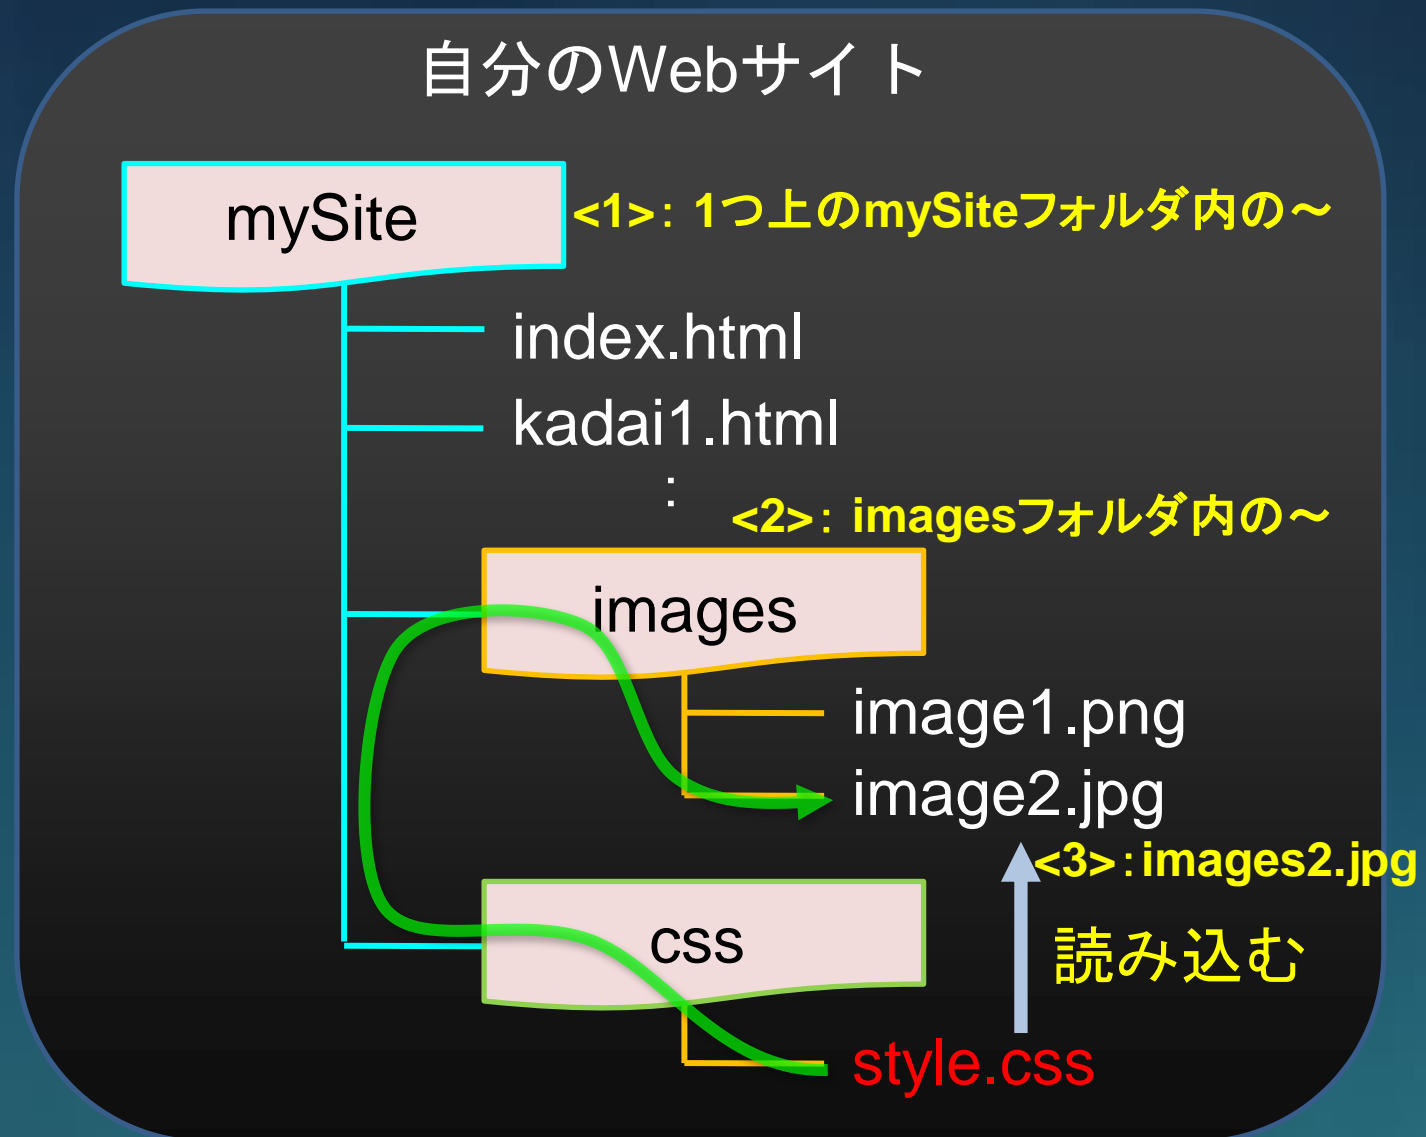 自分のWebサイト
mySite
<1>：1つ上のmySiteフォルダ内の～
index.html
kadai1.html
：
<2>：imagesフォルダ内の～
images
image1.png
image2.jpg
<3>：images2.jpg
css
読み込む
style.css